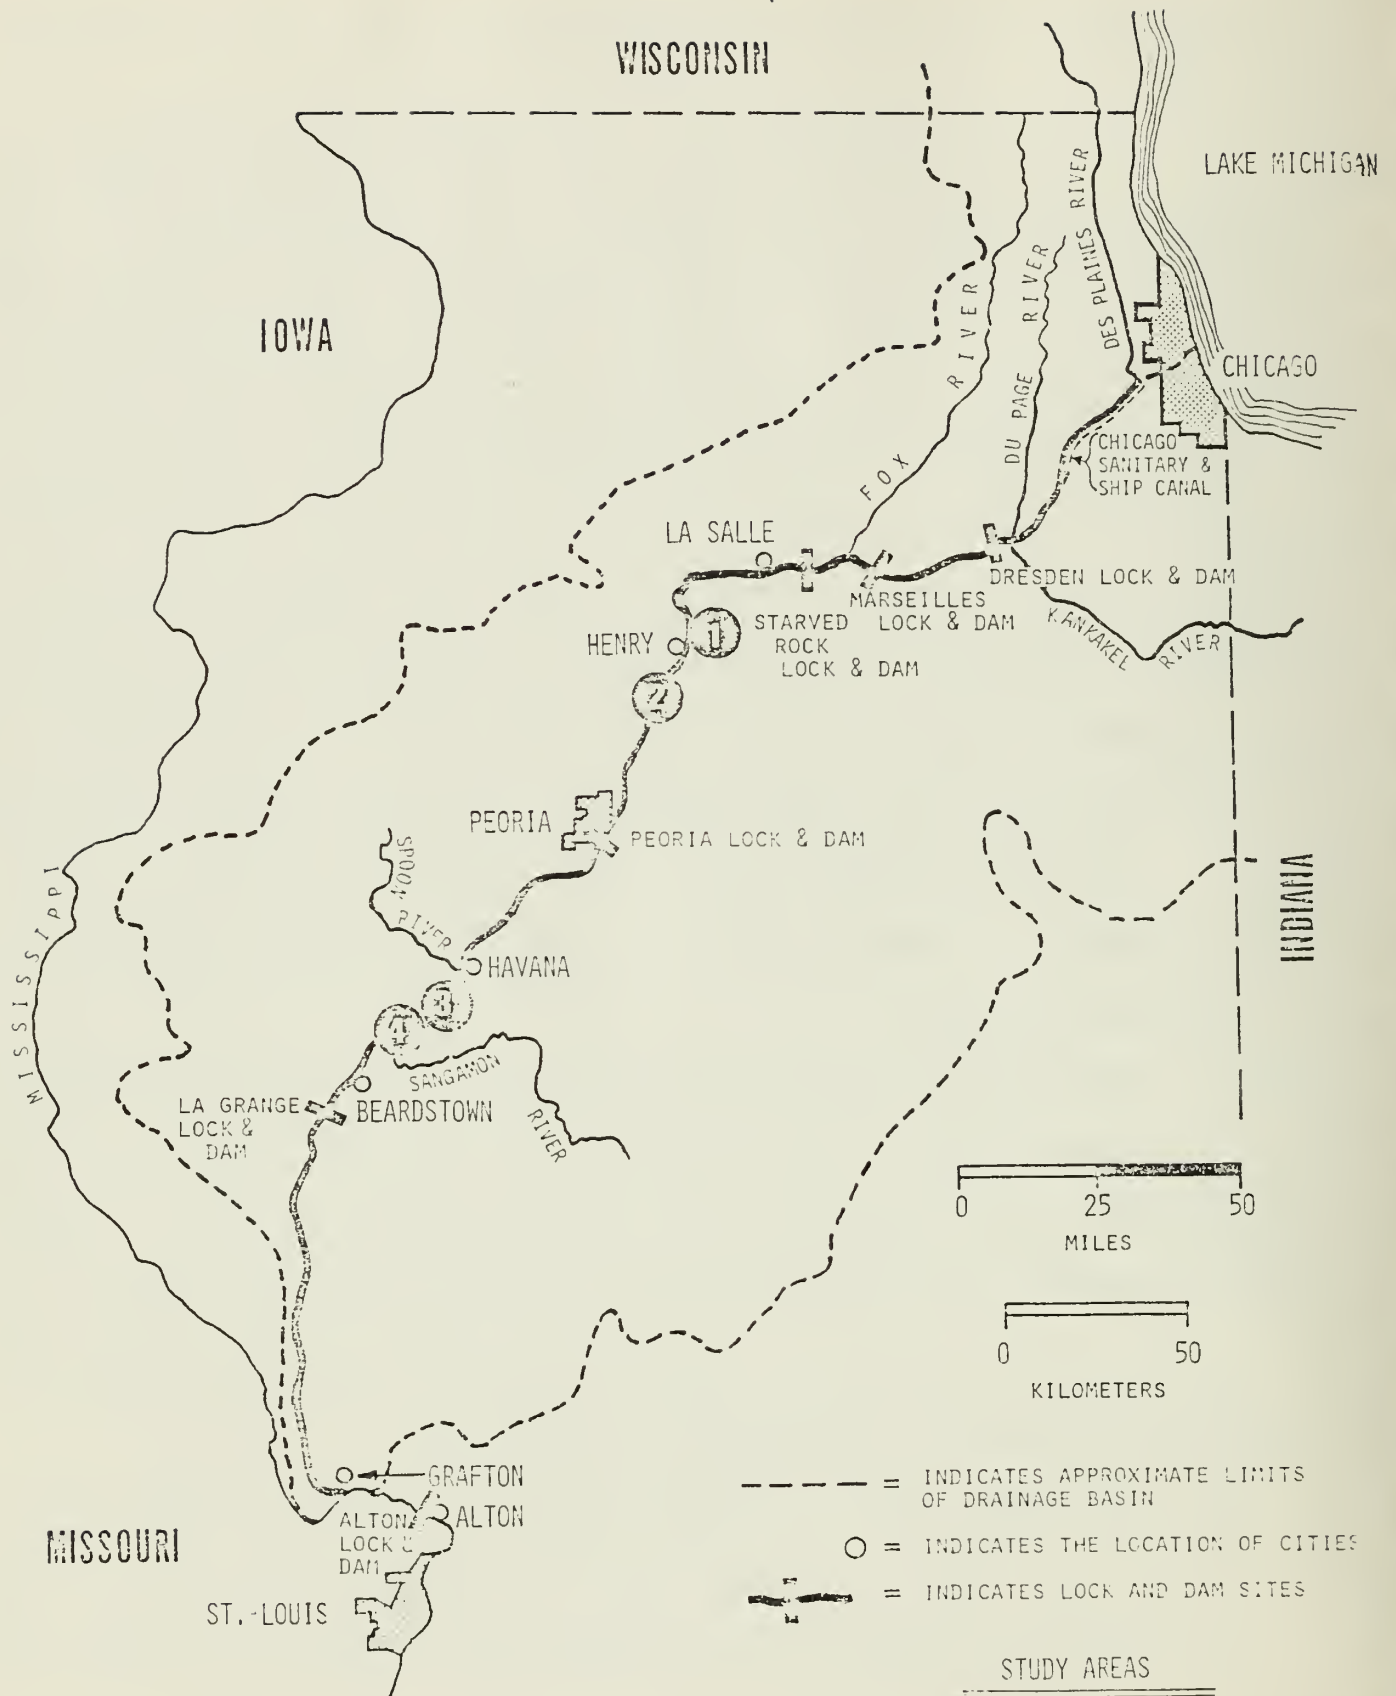 WISCONSIN
LAKE MICHIGAN
IOWA
DES PLAINES RIVER
DU PAGE RIVER
FOX RIVER
CHICAGO
CHICAGO
SANITARY &
SHIP CANAL
LA SALLE
DRESDEN LOCK & DAM
MARSEILLES
LOCK & DAM
STARVED
ROCK
LOCK & DAM
KANKAKEL RIVER
HENRY
1
2
PEORIA
PEORIA LOCK & DAM
SPOON RIVER
MISSISSIPPI
INDIANA
HAVANA
3
4
SANGAMON RIVER
LA GRANGE
LOCK &
DAM
BEARDSTOWN
0 25 50
MILES
0 50
KILOMETERS
GRAFTON
ALTON
ALTON
LOCK &
DAM
MISSOURI
ST. LOUIS
= INDICATES APPROXIMATE LIMITS
OF DRAINAGE BASIN
= INDICATES THE LOCATION OF CITIES
= INDICATES LOCK AND DAM SITES
STUDY AREAS